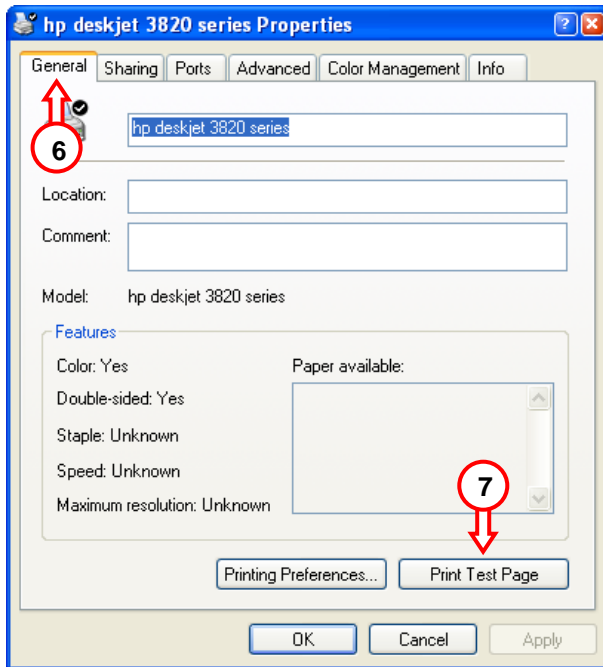 hp deskjet 3820 series Properties
General Sharing Ports Advanced Color Management Info
6
hp deskjet 3820 series
Location:
Comment:
Model: hp deskjet 3820 series
Features
Color: Yes Paper available:
Double-sided: Yes
Staple: Unknown
Speed: Unknown
7
Maximum resolution: Unknown
Printing Preferences... Print Test Page
OK Cancel Apply